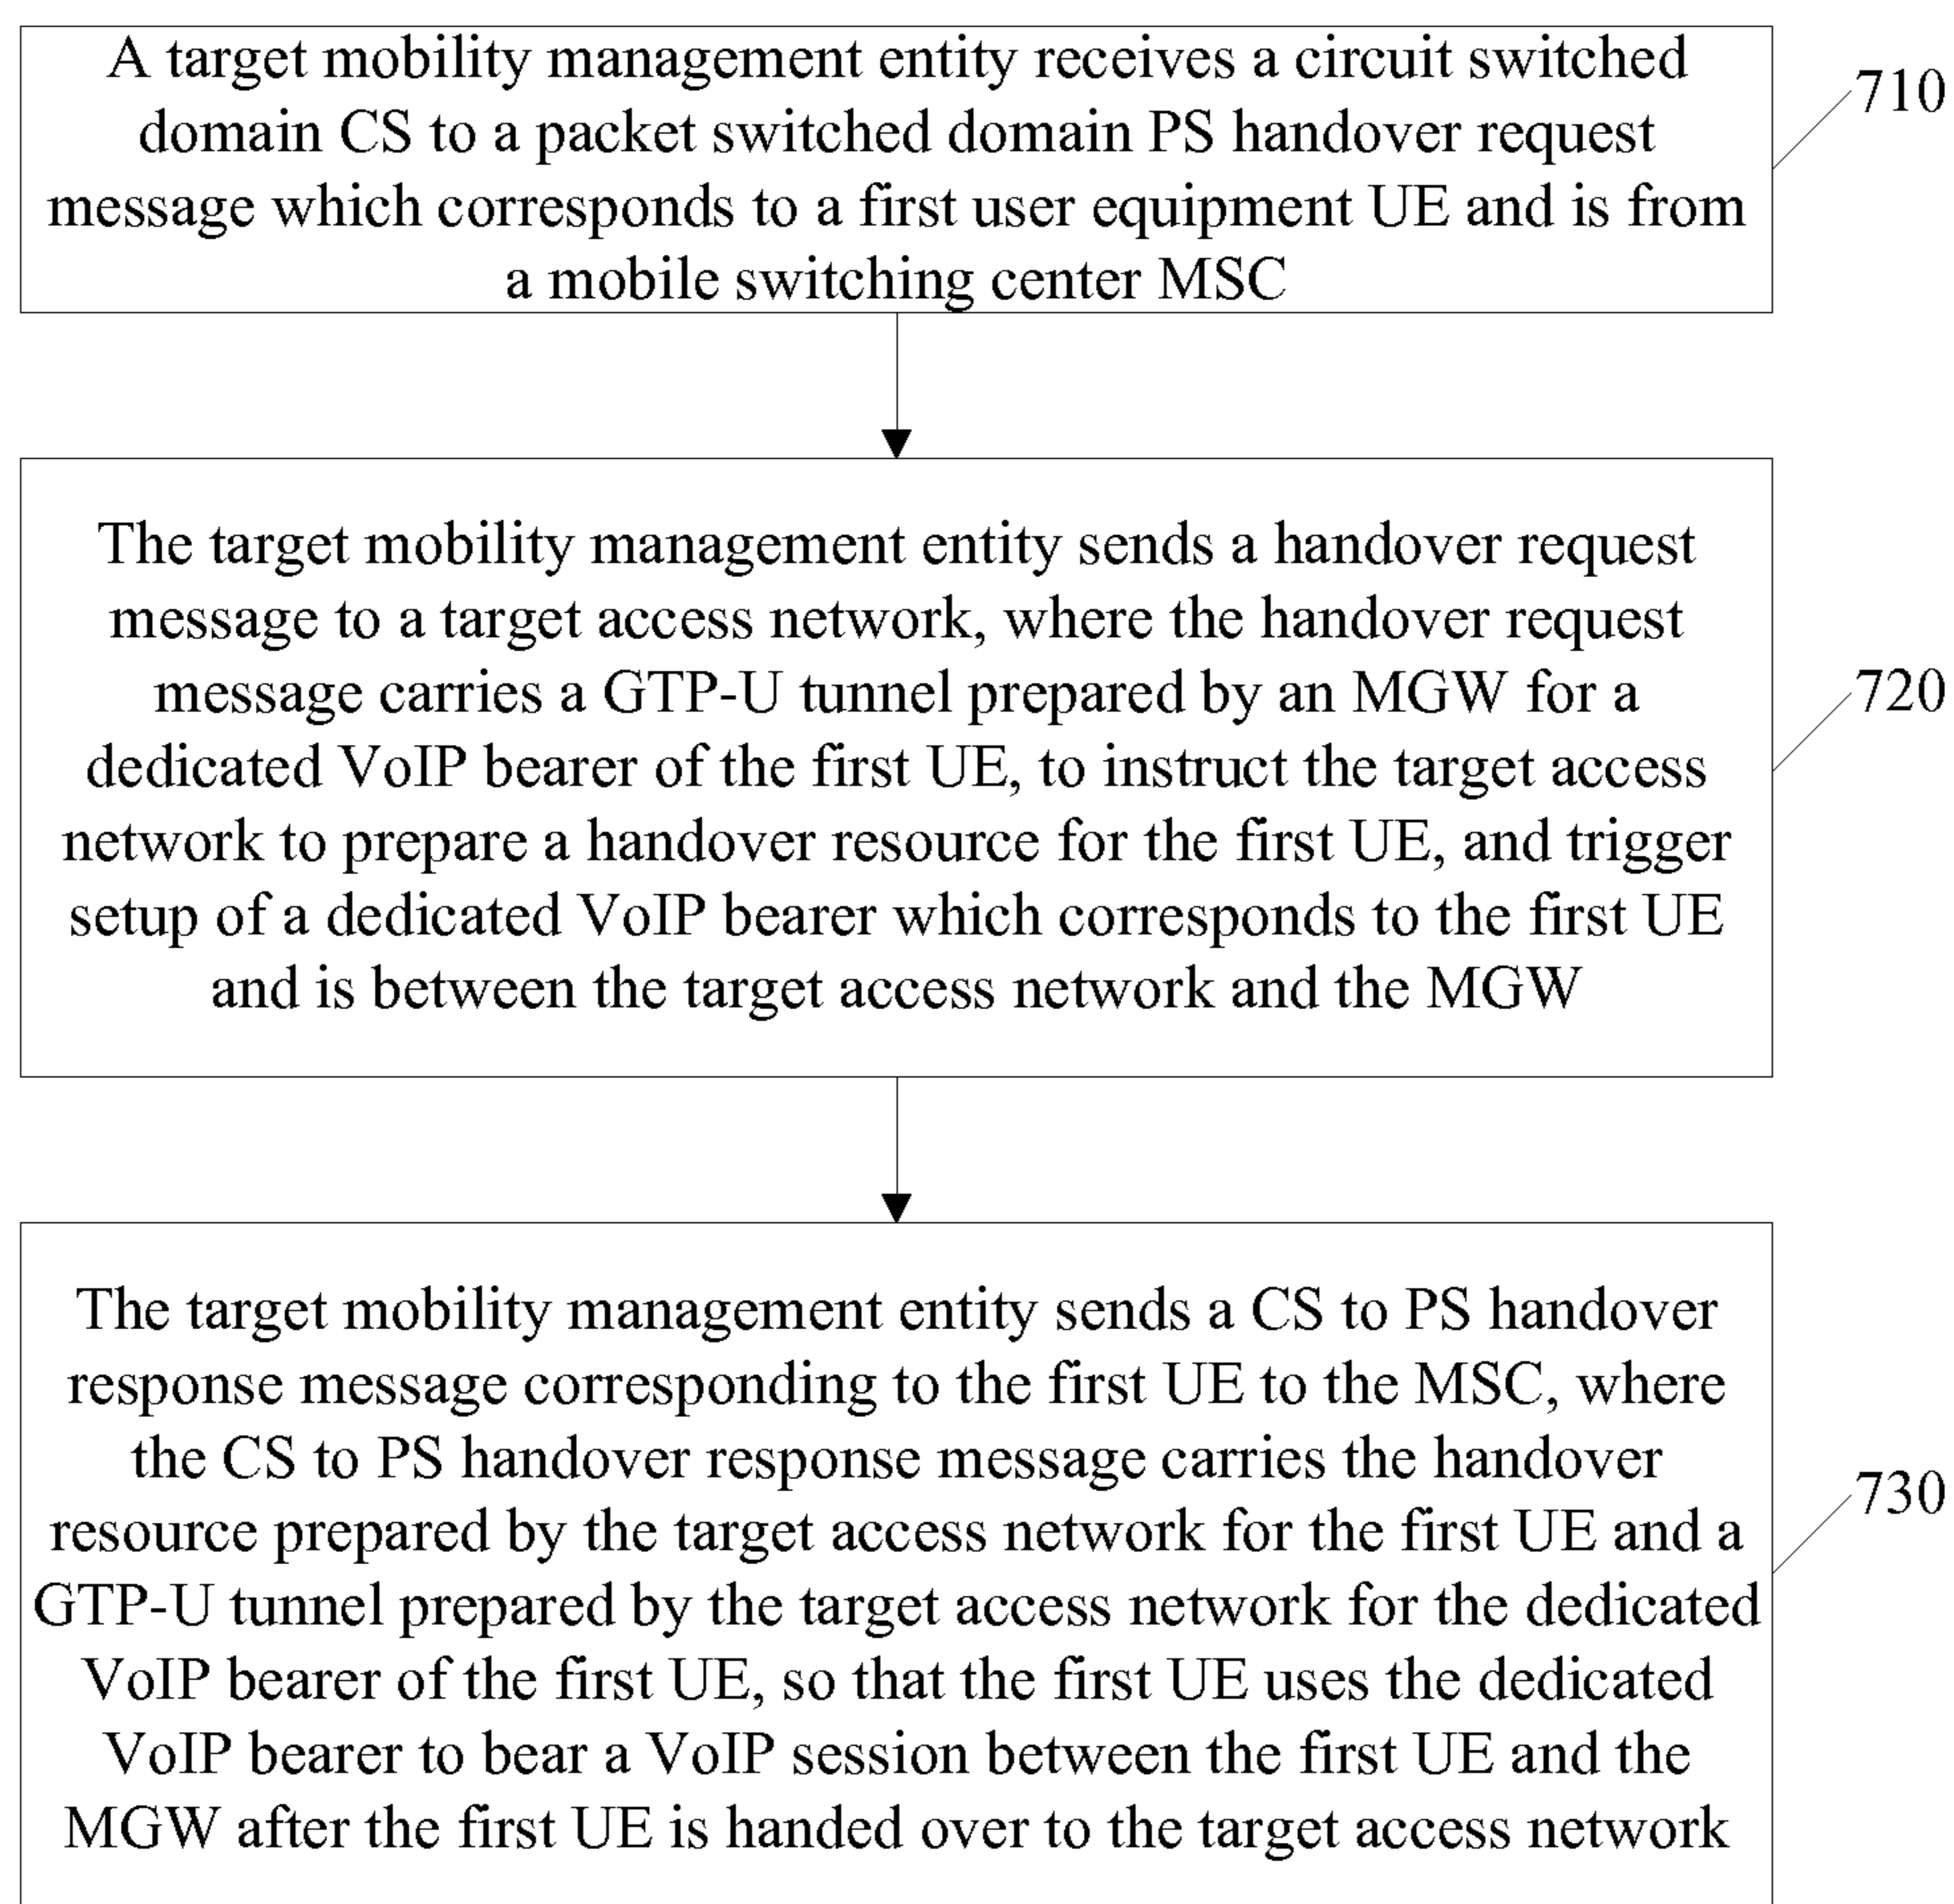 A target mobility management entity receives a circuit switched
domain CS to a packet switched domain PS handover request
message which corresponds to a first user equipment UE and is from
a mobile switching center MSC
710
The target mobility management entity sends a handover request
message to a target access network, where the handover request
message carries a GTP-U tunnel prepared by an MGW for a
dedicated VoIP bearer of the first UE, to instruct the target access
network to prepare a handover resource for the first UE, and trigger
setup of a dedicated VoIP bearer which corresponds to the first UE
and is between the target access network and the MGW
720
The target mobility management entity sends a CS to PS handover
response message corresponding to the first UE to the MSC, where
the CS to PS handover response message carries the handover
resource prepared by the target access network for the first UE and a
GTP-U tunnel prepared by the target access network for the dedicated
VoIP bearer of the first UE, so that the first UE uses the dedicated
VoIP bearer to bear a VoIP session between the first UE and the
MGW after the first UE is handed over to the target access network
730